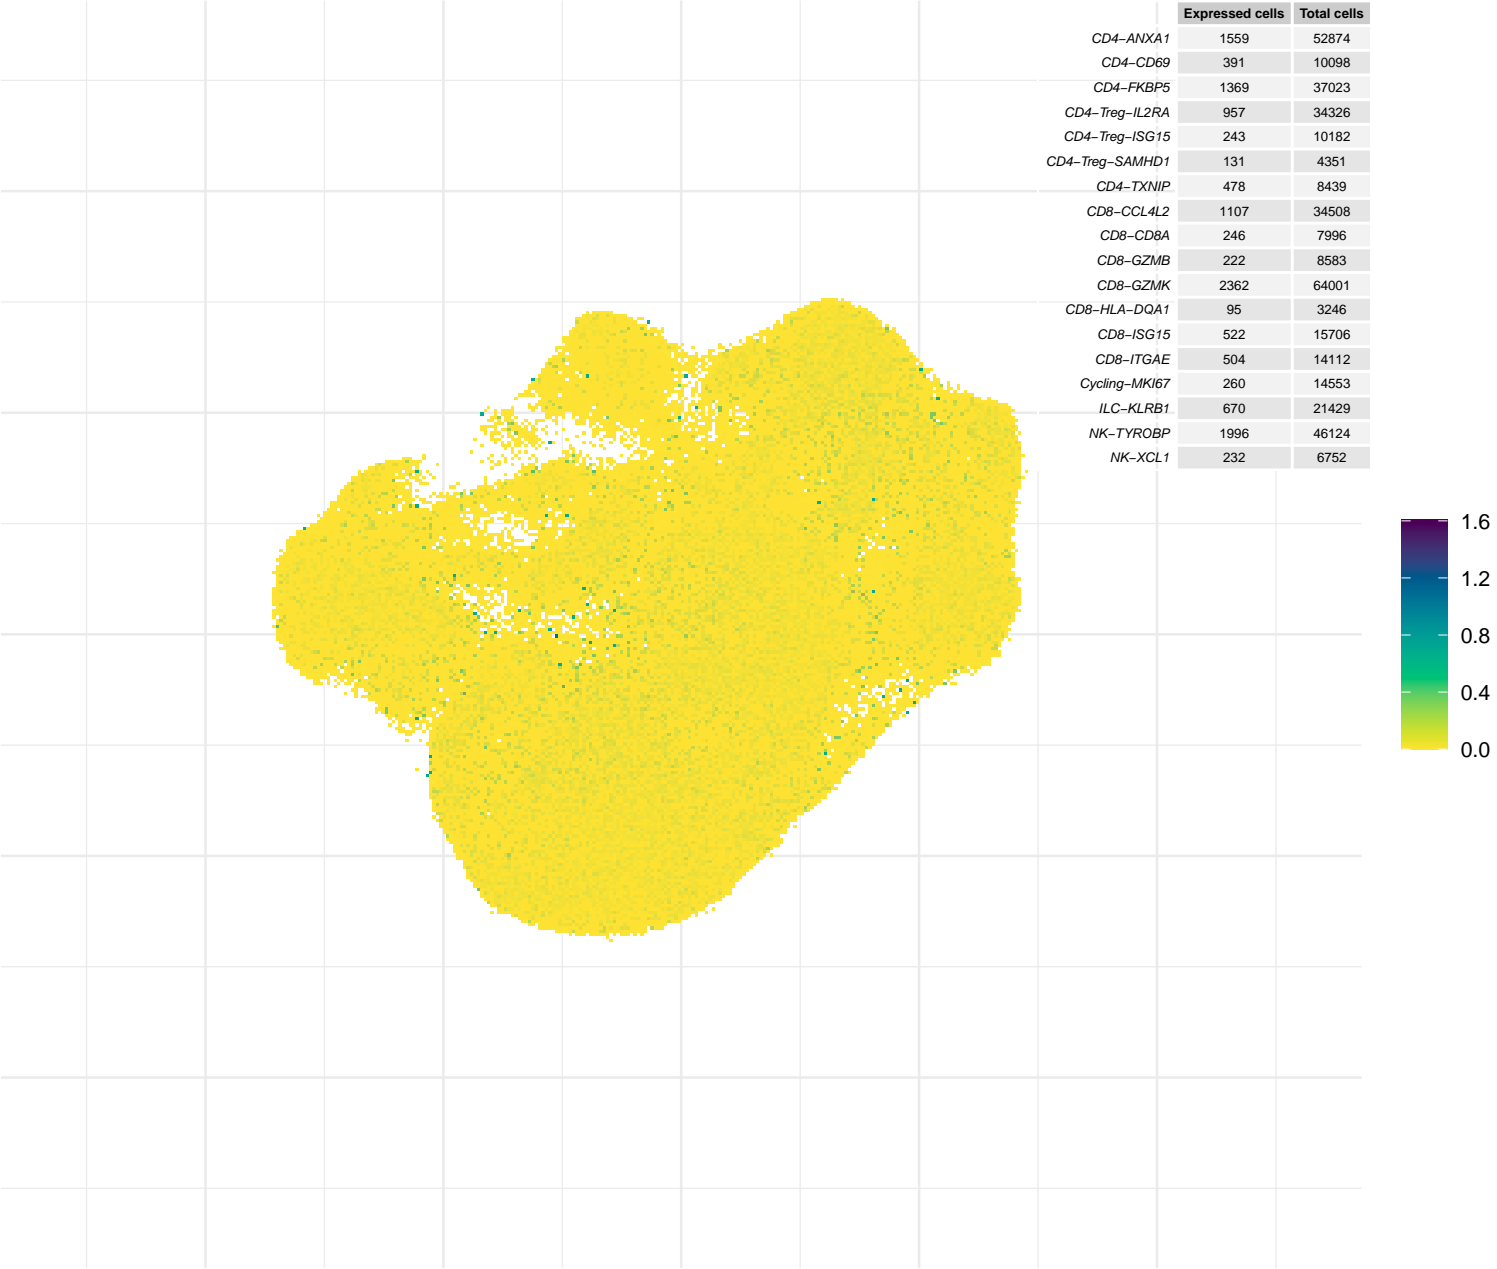 Expressed cells Total cells
CD4−ANXA1 1559 52874
CD4−CD69 391 10098
CD4−FKBP5 1369 37023
CD4−Treg−IL2RA 957 34326
CD4−Treg−ISG15 243 10182
CD4−Treg−SAMHD1 131 4351
CD4−TXNIP 478 8439
CD8−CCL4L2 1107 34508
CD8−CD8A 246 7996
CD8−GZMB 222 8583
CD8−GZMK 2362 64001
CD8−HLA−DQA1 95 3246
CD8−ISG15 522 15706
CD8−ITGAE 504 14112
Cycling−MKI67 260 14553
ILC−KLRB1 670 21429
NK−TYROBP 1996 46124
NK−XCL1 232 6752
1.6
1.2
0.8
0.4
0.0